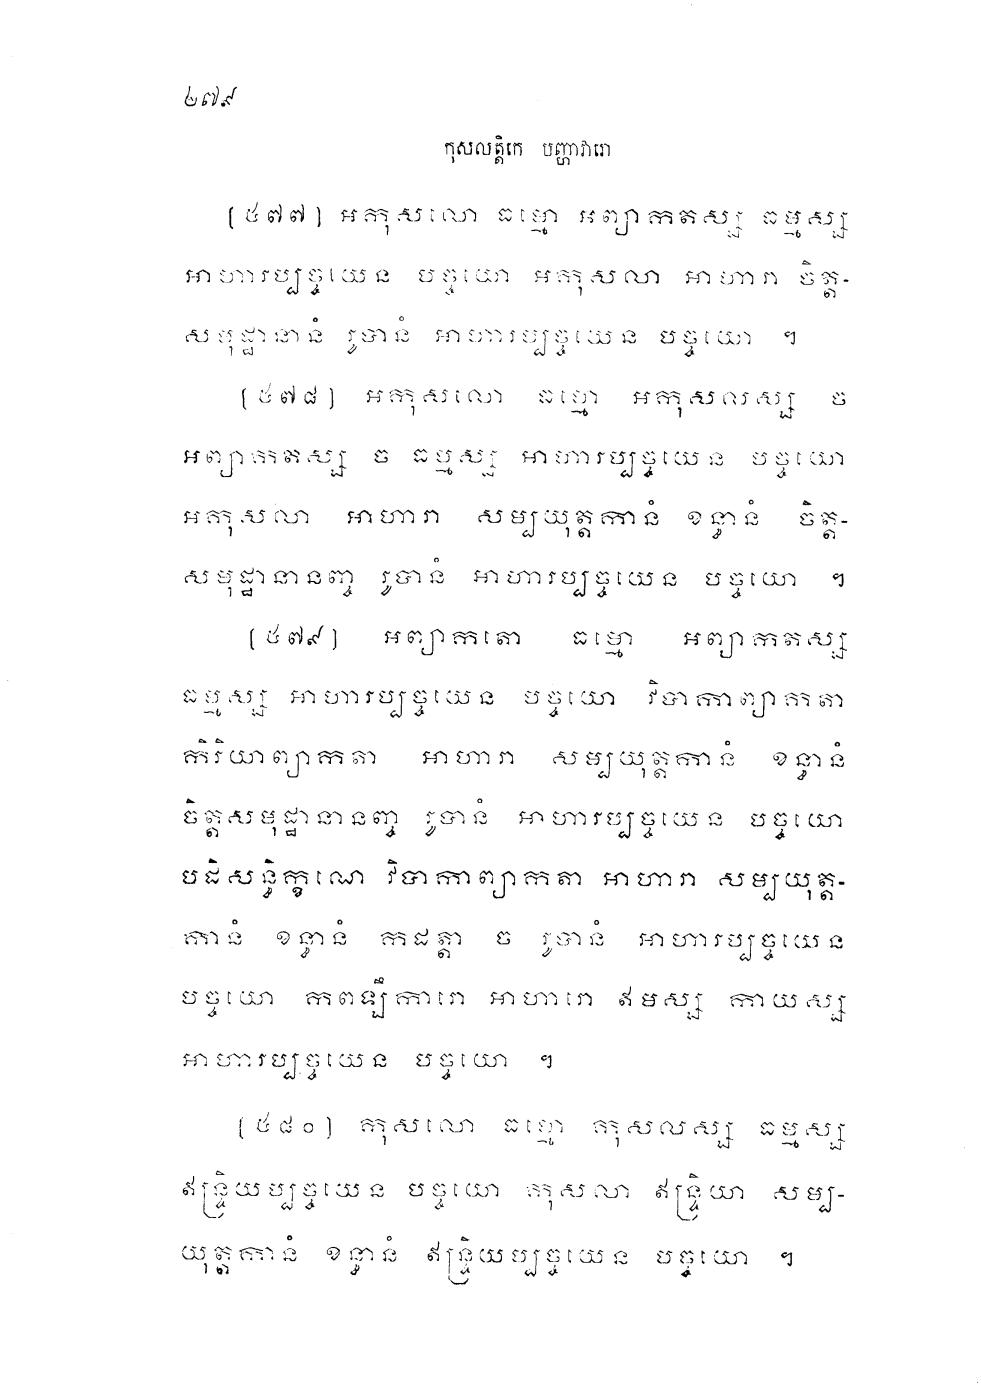 ២៧៩
កុសលត្តិកេ បញ្ហាវារោ
(៤៧៧) អកុសលោ ធម្មោ អព្យាកតស្ស ធម្មស្ស
អាហារប្បច្ចយេន បច្ចយោ អកុសលា អាហារា ចិត្ត-
សមុដ្ឋានានំ រូបានំ អាហារប្បច្ចយេន បច្ចយោ ។
(៤៧៨) អកុសលោ ធម្មោ អកុសលស្ស ច
អព្យាកតស្ស ច ធម្មស្ស អាហារប្បច្ចយេន បច្ចយោ
អកុសលា អាហារា សម្បយុត្តកានំ ខន្ធានំ ចិត្ត-
សមុដ្ឋានានញ្ច រូបានំ អាហារប្បច្ចយេន បច្ចយោ ។
(៤៧៩) អព្យាកតោ ធម្មោ អព្យាកតស្ស
ធម្មស្ស អាហារប្បច្ចយេន បច្ចយោ វិបាកាព្យាកតា
កិរិយាព្យាកតា អាហារា សម្បយុត្តកានំ ខន្ធានំ
ចិត្តសមុដ្ឋានានញ្ច រូបានំ អាហារប្បច្ចយេន បច្ចយោ
បដិសន្ធិក្ខណេ វិបាកាព្យាកតា អាហារា សម្បយុត្ត-
កានំ ខន្ធានំ កដត្តា ច រូបានំ អាហារប្បច្ចយេន
បច្ចយោ កពឡីការោ អាហារោ ឥមស្ស កាយស្ស
អាហារប្បច្ចយេន បច្ចយោ ។
(៤៨០) កុសលោ ធម្មោ កុសលស្ស ធម្មស្ស
ឥន្ទ្រិយប្បច្ចយេន បច្ចយោ កុសលា ឥន្ទ្រិយា សម្ប-
យុត្តកានំ ខន្ធានំ ឥន្ទ្រិយប្បច្ចយេន បច្ចយោ ។